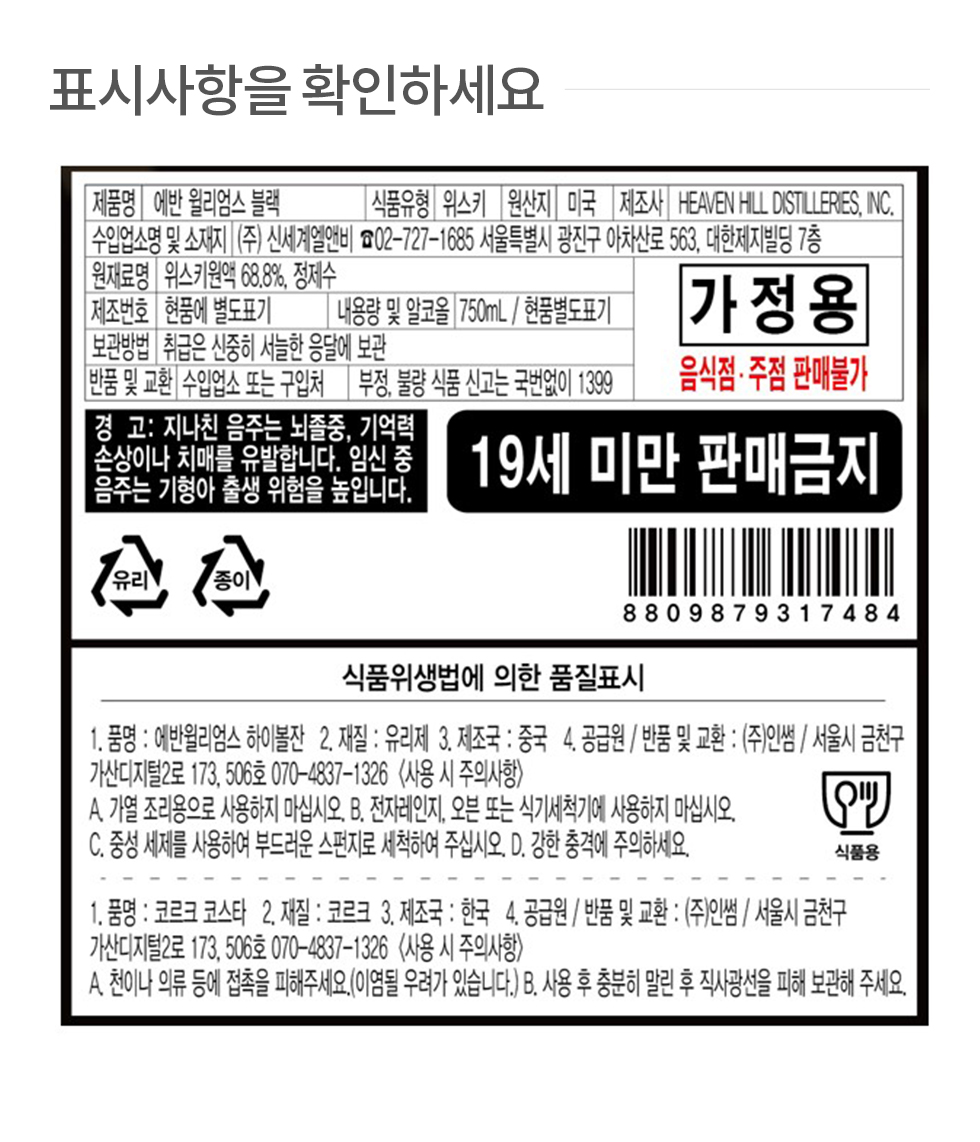 표시사항을 확인하세요
제품명 에반 윌리엄스 블랙 식품유형 위스키 원산지 미국 제조사 HEAVEN HILL DISTILLERIES, INC.
수입업소명 및 소재지 (주) 신세계엘앤비 ☎02-727-1685 서울특별시 광진구 아차산로 563, 대한제지빌딩 7층
원재료명 위스키원액 68.8%, 정제수
제조번호 현품에 별도표기 내용량 및 알코올 750mL / 현품별도표기
보관방법 취급은 신중히 서늘한 응달에 보관
반품 및 교환 수입업소 또는 구입처 부정, 불량 식품 신고는 국번없이 1399
가정용
음식점·주점 판매불가
경 고: 지나친 음주는 뇌졸중, 기억력
손상이나 치매를 유발합니다. 임신 중
음주는 기형아 출생 위험을 높입니다.
19세 미만 판매금지
유리
종이
8809879317484
식품위생법에 의한 품질표시
1. 품명 : 에반윌리엄스 하이볼잔 2. 재질 : 유리제 3. 제조국 : 중국 4. 공급원 / 반품 및 교환 : (주)인썸 / 서울시 금천구
가산디지털2로 173, 506호 070-4837-1326 〈사용 시 주의사항〉
A. 가열 조리용으로 사용하지 마십시오. B. 전자레인지, 오븐 또는 식기세척기에 사용하지 마십시오.
C. 중성 세제를 사용하여 부드러운 스펀지로 세척하여 주십시오. D. 강한 충격에 주의하세요.
식품용
1. 품명 : 코르크 코스타 2. 재질 : 코르크 3. 제조국 : 한국 4. 공급원 / 반품 및 교환 : (주)인썸 / 서울시 금천구
가산디지털2로 173, 506호 070-4837-1326 〈사용 시 주의사항〉
A. 천이나 의류 등에 접촉을 피해주세요.(이염될 우려가 있습니다.) B. 사용 후 충분히 말린 후 직사광선을 피해 보관해 주세요.